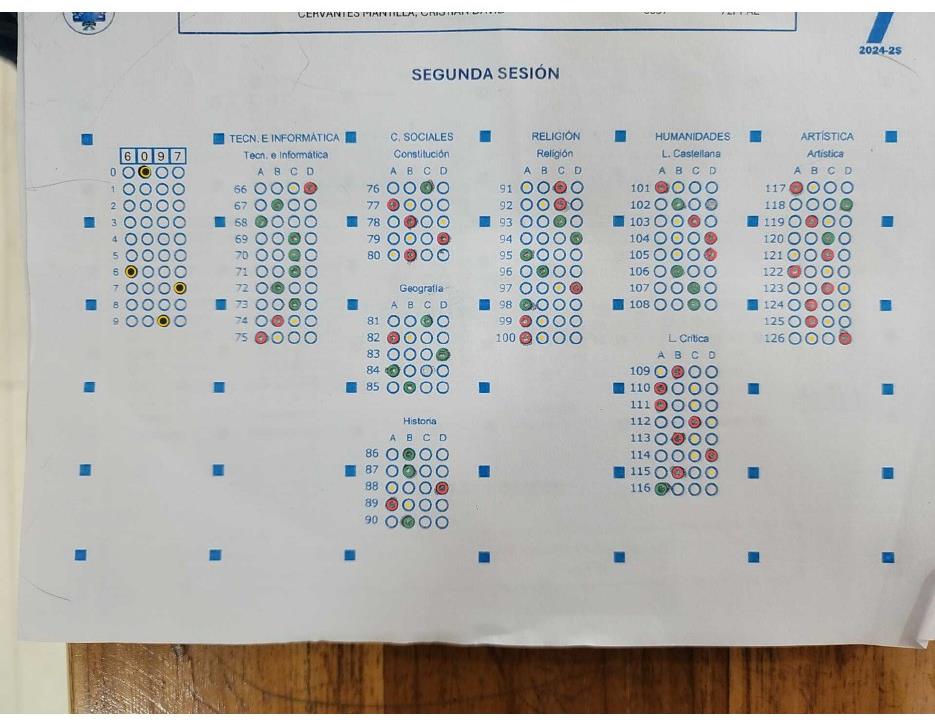 CERVANTES MANTILLA, CRISTIAN DAVID
2024-2S
SEGUNDA SESIÓN
TECN. E INFORMÁTICA
C. SOCIALES
RELIGIÓN
HUMANIDADES
ARTÍSTICA
6 0 9 7
0
1
2
3
4
5
6
7
8
9
Tecn. e Informática
A B C D
66
67
68
69
70
71
72
73
74
75
Constitución
A B C D
76
77
78
79
80
Geografía
A B C D
81
82
83
84
85
Historia
A B C D
86
87
88
89
90
Religión
A B C D
91
92
93
94
95
96
97
98
99
100
L. Castellana
A B C D
101
102
103
104
105
106
107
108
L. Crítica
A B C D
109
110
111
112
113
114
115
116
Artística
A B C D
117
118
119
120
121
122
123
124
125
126